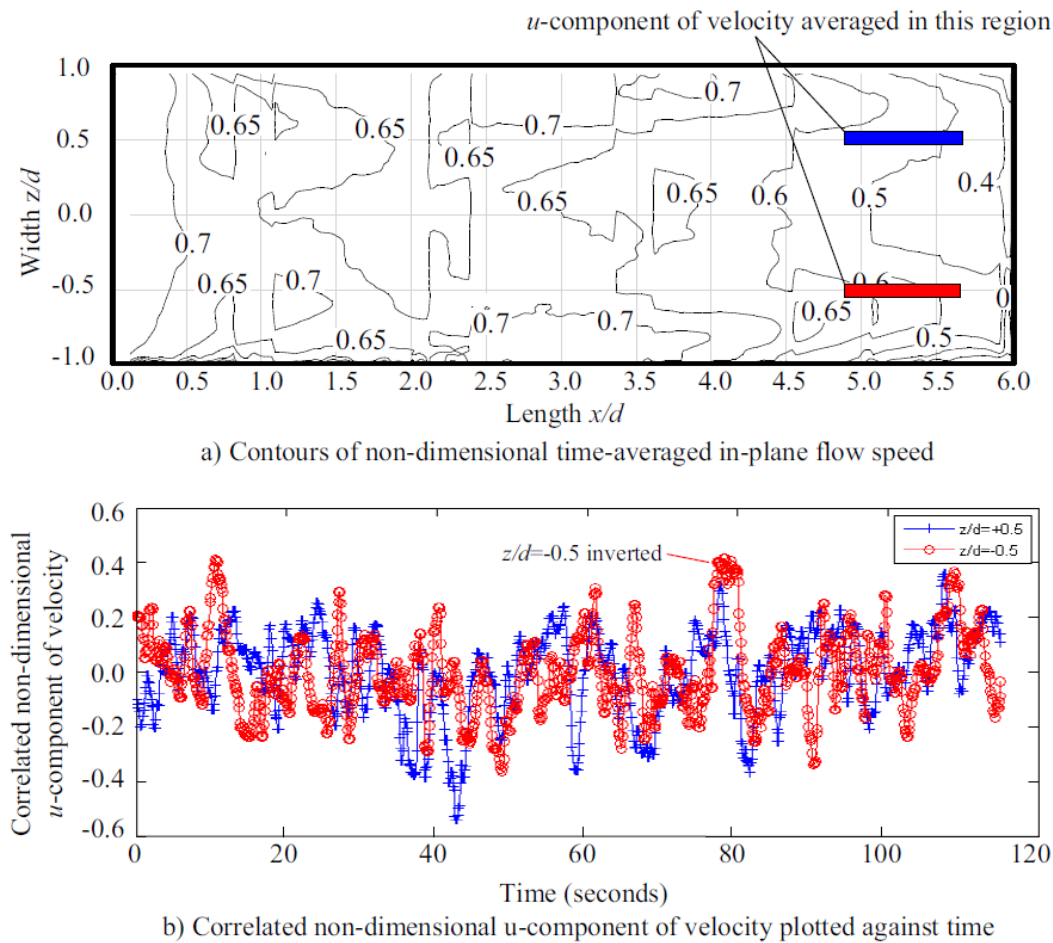 u-component of velocity averaged in this region
1.0
0.5
0.0
-0.5
-1.0
Width z/d
0.65
0.65
0.7
0.65
0.7
0.65
0.7
0.65
0.65
0.7
0.7
0.7
0.65
0.6
0.5
0.4
0.6
0.65
0.5
0.
0.0 0.5 1.0 1.5 2.0 2.5 3.0 3.5 4.0 4.5 5.0 5.5 6.0
Length x/d
a) Contours of non-dimensional time-averaged in-plane flow speed
Correlated non-dimensional
u-component of velocity
0.6
0.4
0.2
0.0
-0.2
-0.4
-0.6
z/d=-0.5 inverted
z/d=+0.5
z/d=-0.5
0 20 40 60 80 100 120
Time (seconds)
b) Correlated non-dimensional u-component of velocity plotted against time